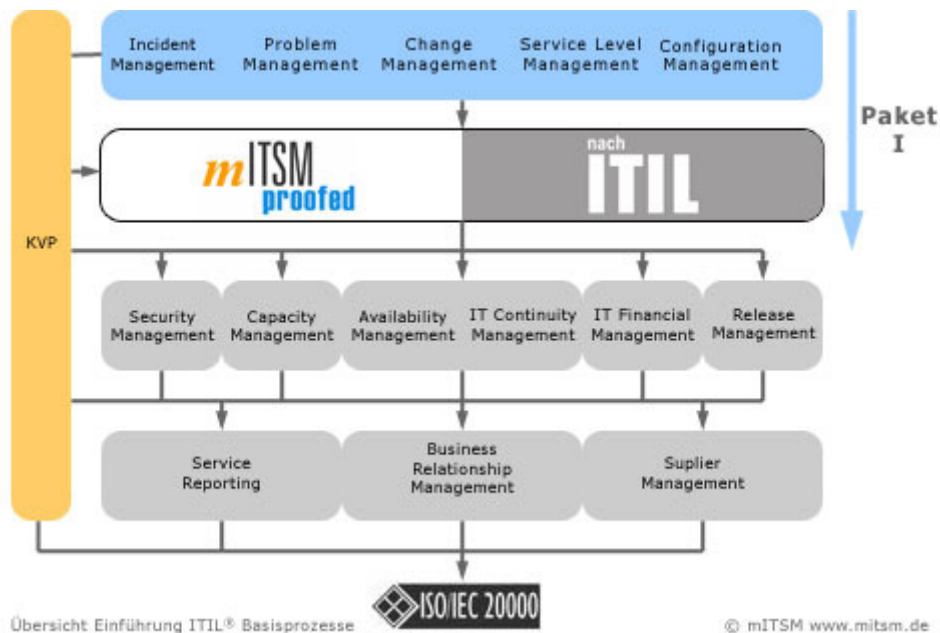 Incident
Management
Problem
Management
Change
Management
Service Level
Management
Configuration
Management
Paket
I
mITSM
proofed
nach
ITIL
KVP
Security
Management
Capacity
Management
Availability
Management
IT Continuity
Management
IT Financial
Management
Release
Management
Service
Reporting
Business
Relationship
Management
Suplier
Management
ISO/IEC 20000
Übersicht Einführung ITIL® Basisprozesse
© mITSM www.mitsm.de